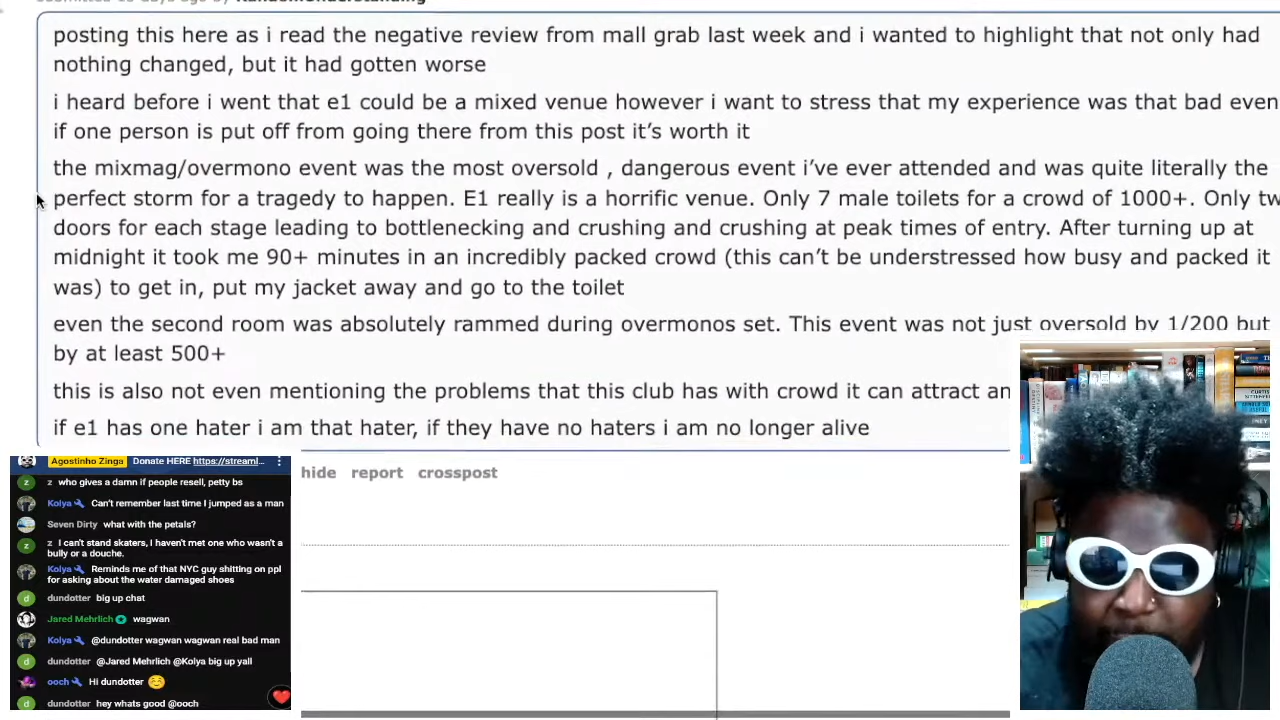 posting this here as i read the negative review from mall grab last week and i wanted to highlight that not only had
nothing changed, but it had gotten worse
i heard before i went that e1 could be a mixed venue however i want to stress that my experience was that bad even
if one person is put off from going there from this post it's worth it
the mixmag/overmono event was the most oversold , dangerous event i've ever attended and was quite literally the
perfect storm for a tragedy to happen. E1 really is a horrific venue. Only 7 male toilets for a crowd of 1000+. Only tw
doors for each stage leading to bottlenecking and crushing and crushing at peak times of entry. After turning up at
midnight it took me 90+ minutes in an incredibly packed crowd (this can't be understressed how busy and packed it
was) to get in, put my jacket away and go to the toilet
even the second room was absolutely rammed during overmonos set. This event was not just oversold by 1/200 but
by at least 500+
this is also not even mentioning the problems that this club has with crowd it can attract an
if e1 has one hater i am that hater, if they have no haters i am no longer alive
hide report crosspost
Agostinho Zinga Donate HERE https://streaml...
z who gives a damn if people resell, petty bs
Kolya Can't remember last time I jumped as a man
Seven Dirty what with the petals?
z I can't stand skaters, i haven't met one who wasn't a
bully or a douche.
Kolya Reminds me of that NYC guy shitting on ppl
for asking about the water damaged shoes
dundotter big up chat
Jared Mehrlich wagwan
Kolya @dundotter wagwan wagwan real bad man
dundotter @Jared Mehrlich @Kolya big up yall
ooch Hi dundotter
dundotter hey whats good @ooch